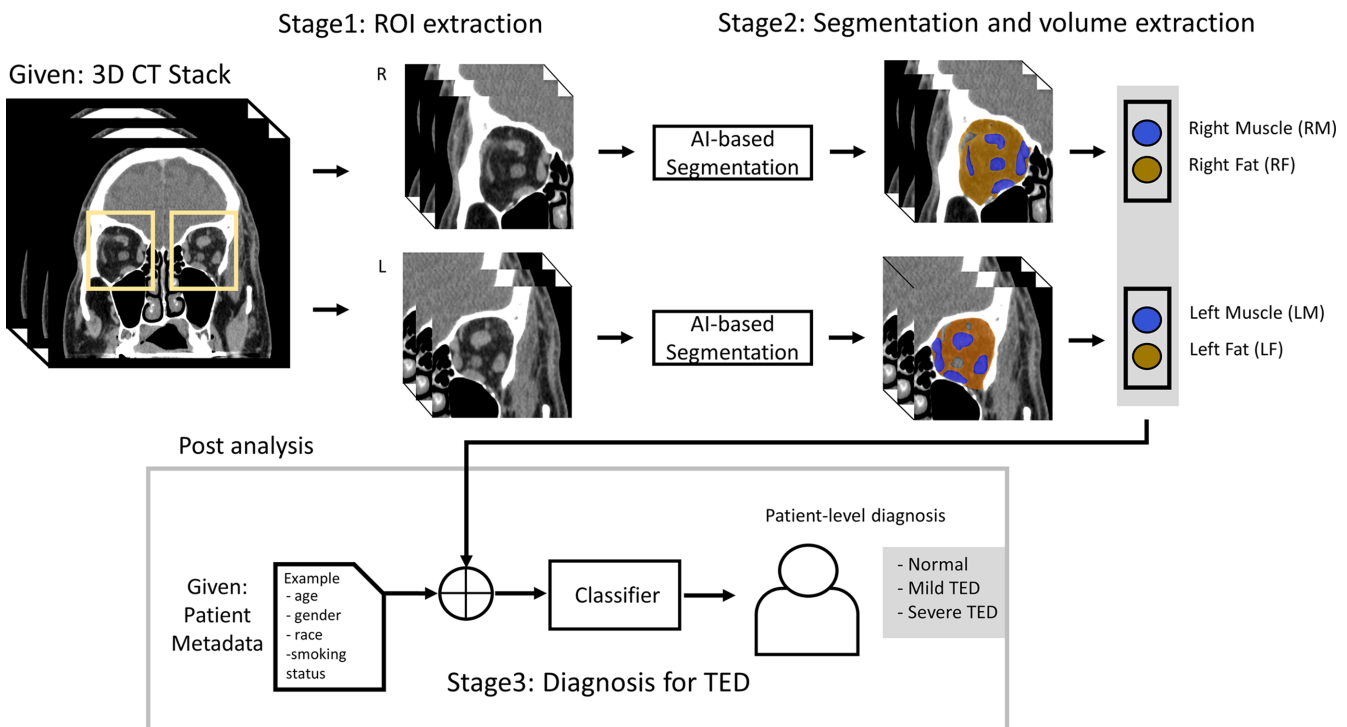 Stage1: ROI extraction
Stage2: Segmentation and volume extraction
Given: 3D CT Stack
R
AI-based
Segmentation
Right Muscle (RM)
Right Fat (RF)
L
AI-based
Segmentation
Left Muscle (LM)
Left Fat (LF)
Post analysis
Patient-level diagnosis
Given:
Patient
Metadata
Example
- age
- gender
- race
-smoking
status
Classifier
- Normal
- Mild TED
- Severe TED
Stage3: Diagnosis for TED